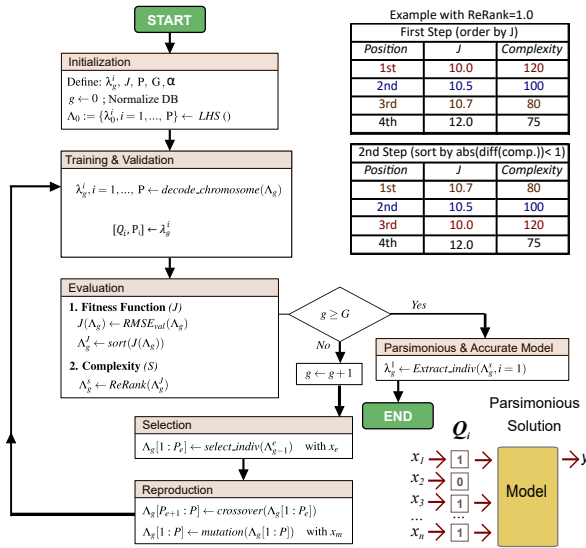 START
Initialization
Define: λ_g^i, J, P, G, α
g ← 0 ; Normalize DB
Λ_0 := {λ_0^i, i = 1, ..., P} ← LHS ()
Training & Validation
λ_g^i, i = 1, ..., P ← decode_chromosome(Λ_g)
[Q_i, P_i] ← λ_g^i
Evaluation
1. Fitness Function (J)
J(Λ_g) ← RMSE_val(Λ_g)
Λ_g^J ← sort(J(Λ_g))
2. Complexity (S)
Λ_g^s ← ReRank(Λ_g^J)
g ≥ G
Yes
No
g ← g + 1
Parsimonious & Accurate Model
λ_g^1 ← Extract_indiv(Λ_g^s, i = 1)
END
Selection
Λ_g[1 : P_e] ← select_indiv(Λ_{g-1}^e) with x_e
Reproduction
Λ_g[P_{e+1} : P] ← crossover(Λ_g[1 : P_e])
Λ_g[1 : P] ← mutation(Λ_g[1 : P]) with x_m
Example with ReRank=1.0
First Step (order by J)
Position J Complexity
1st 10.0 120
2nd 10.5 100
3rd 10.7 80
4th 12.0 75
2nd Step (sort by abs(diff(comp.))< 1)
Position J Complexity
1st 10.7 80
2nd 10.5 100
3rd 10.0 120
4th 12.0 75
Parsimonious
Solution
Q_i
x_1 1
x_2 0
x_3 1
... ...
x_n 1
Model
y